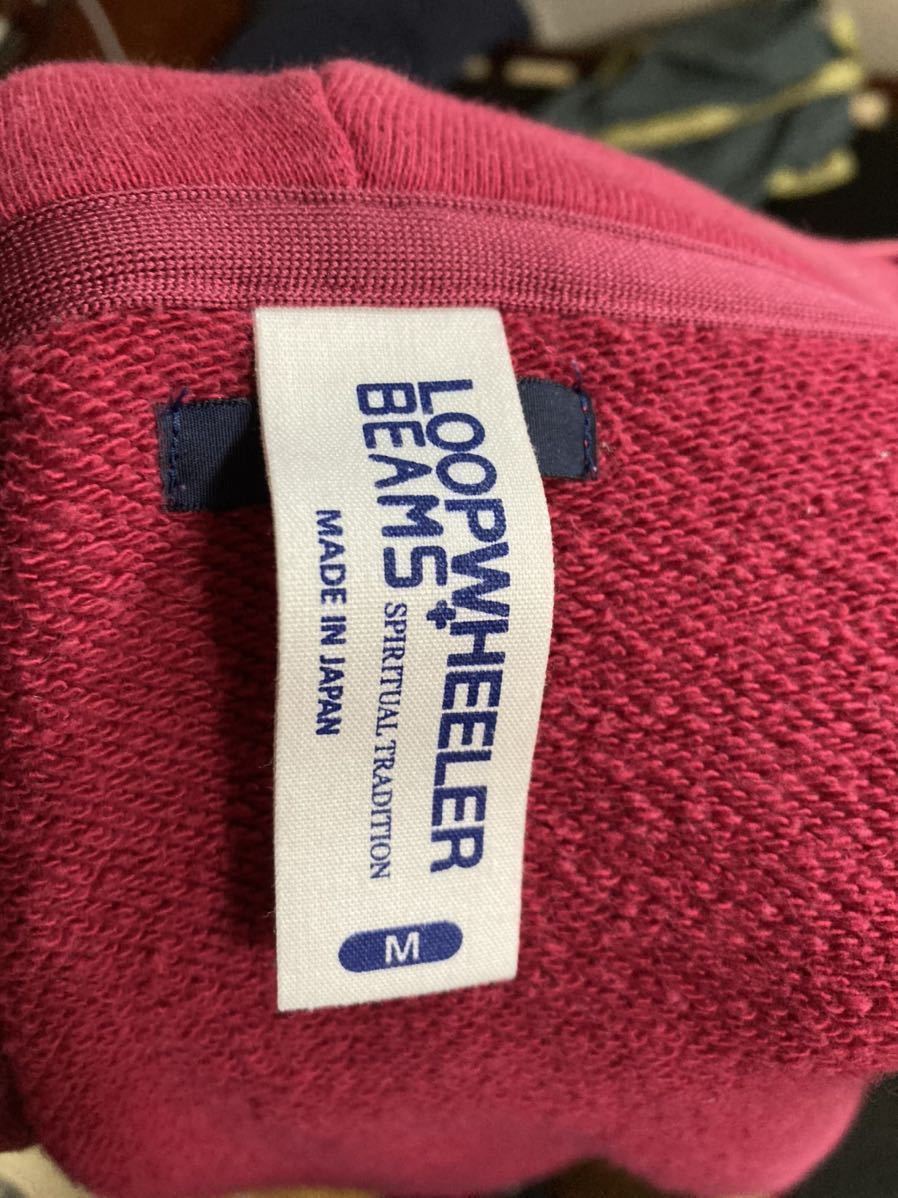 LOOPWHEELER
BEAMS SPIRITUAL TRADITION
MADE IN JAPAN
M